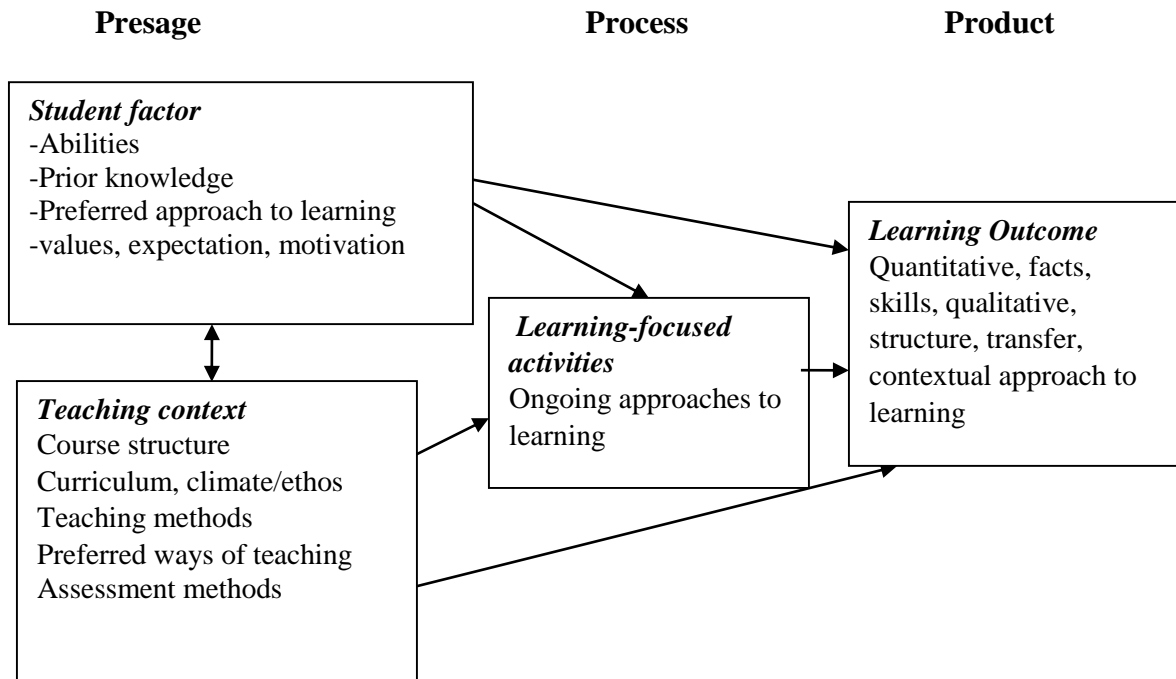 Presage
Process
Product
Student factor
-Abilities
-Prior knowledge
-Preferred approach to learning
-values, expectation, motivation
Teaching context
Course structure
Curriculum, climate/ethos
Teaching methods
Preferred ways of teaching
Assessment methods
Learning-focused
activities
Ongoing approaches to
learning
Learning Outcome
Quantitative, facts,
skills, qualitative,
structure, transfer,
contextual approach to
learning